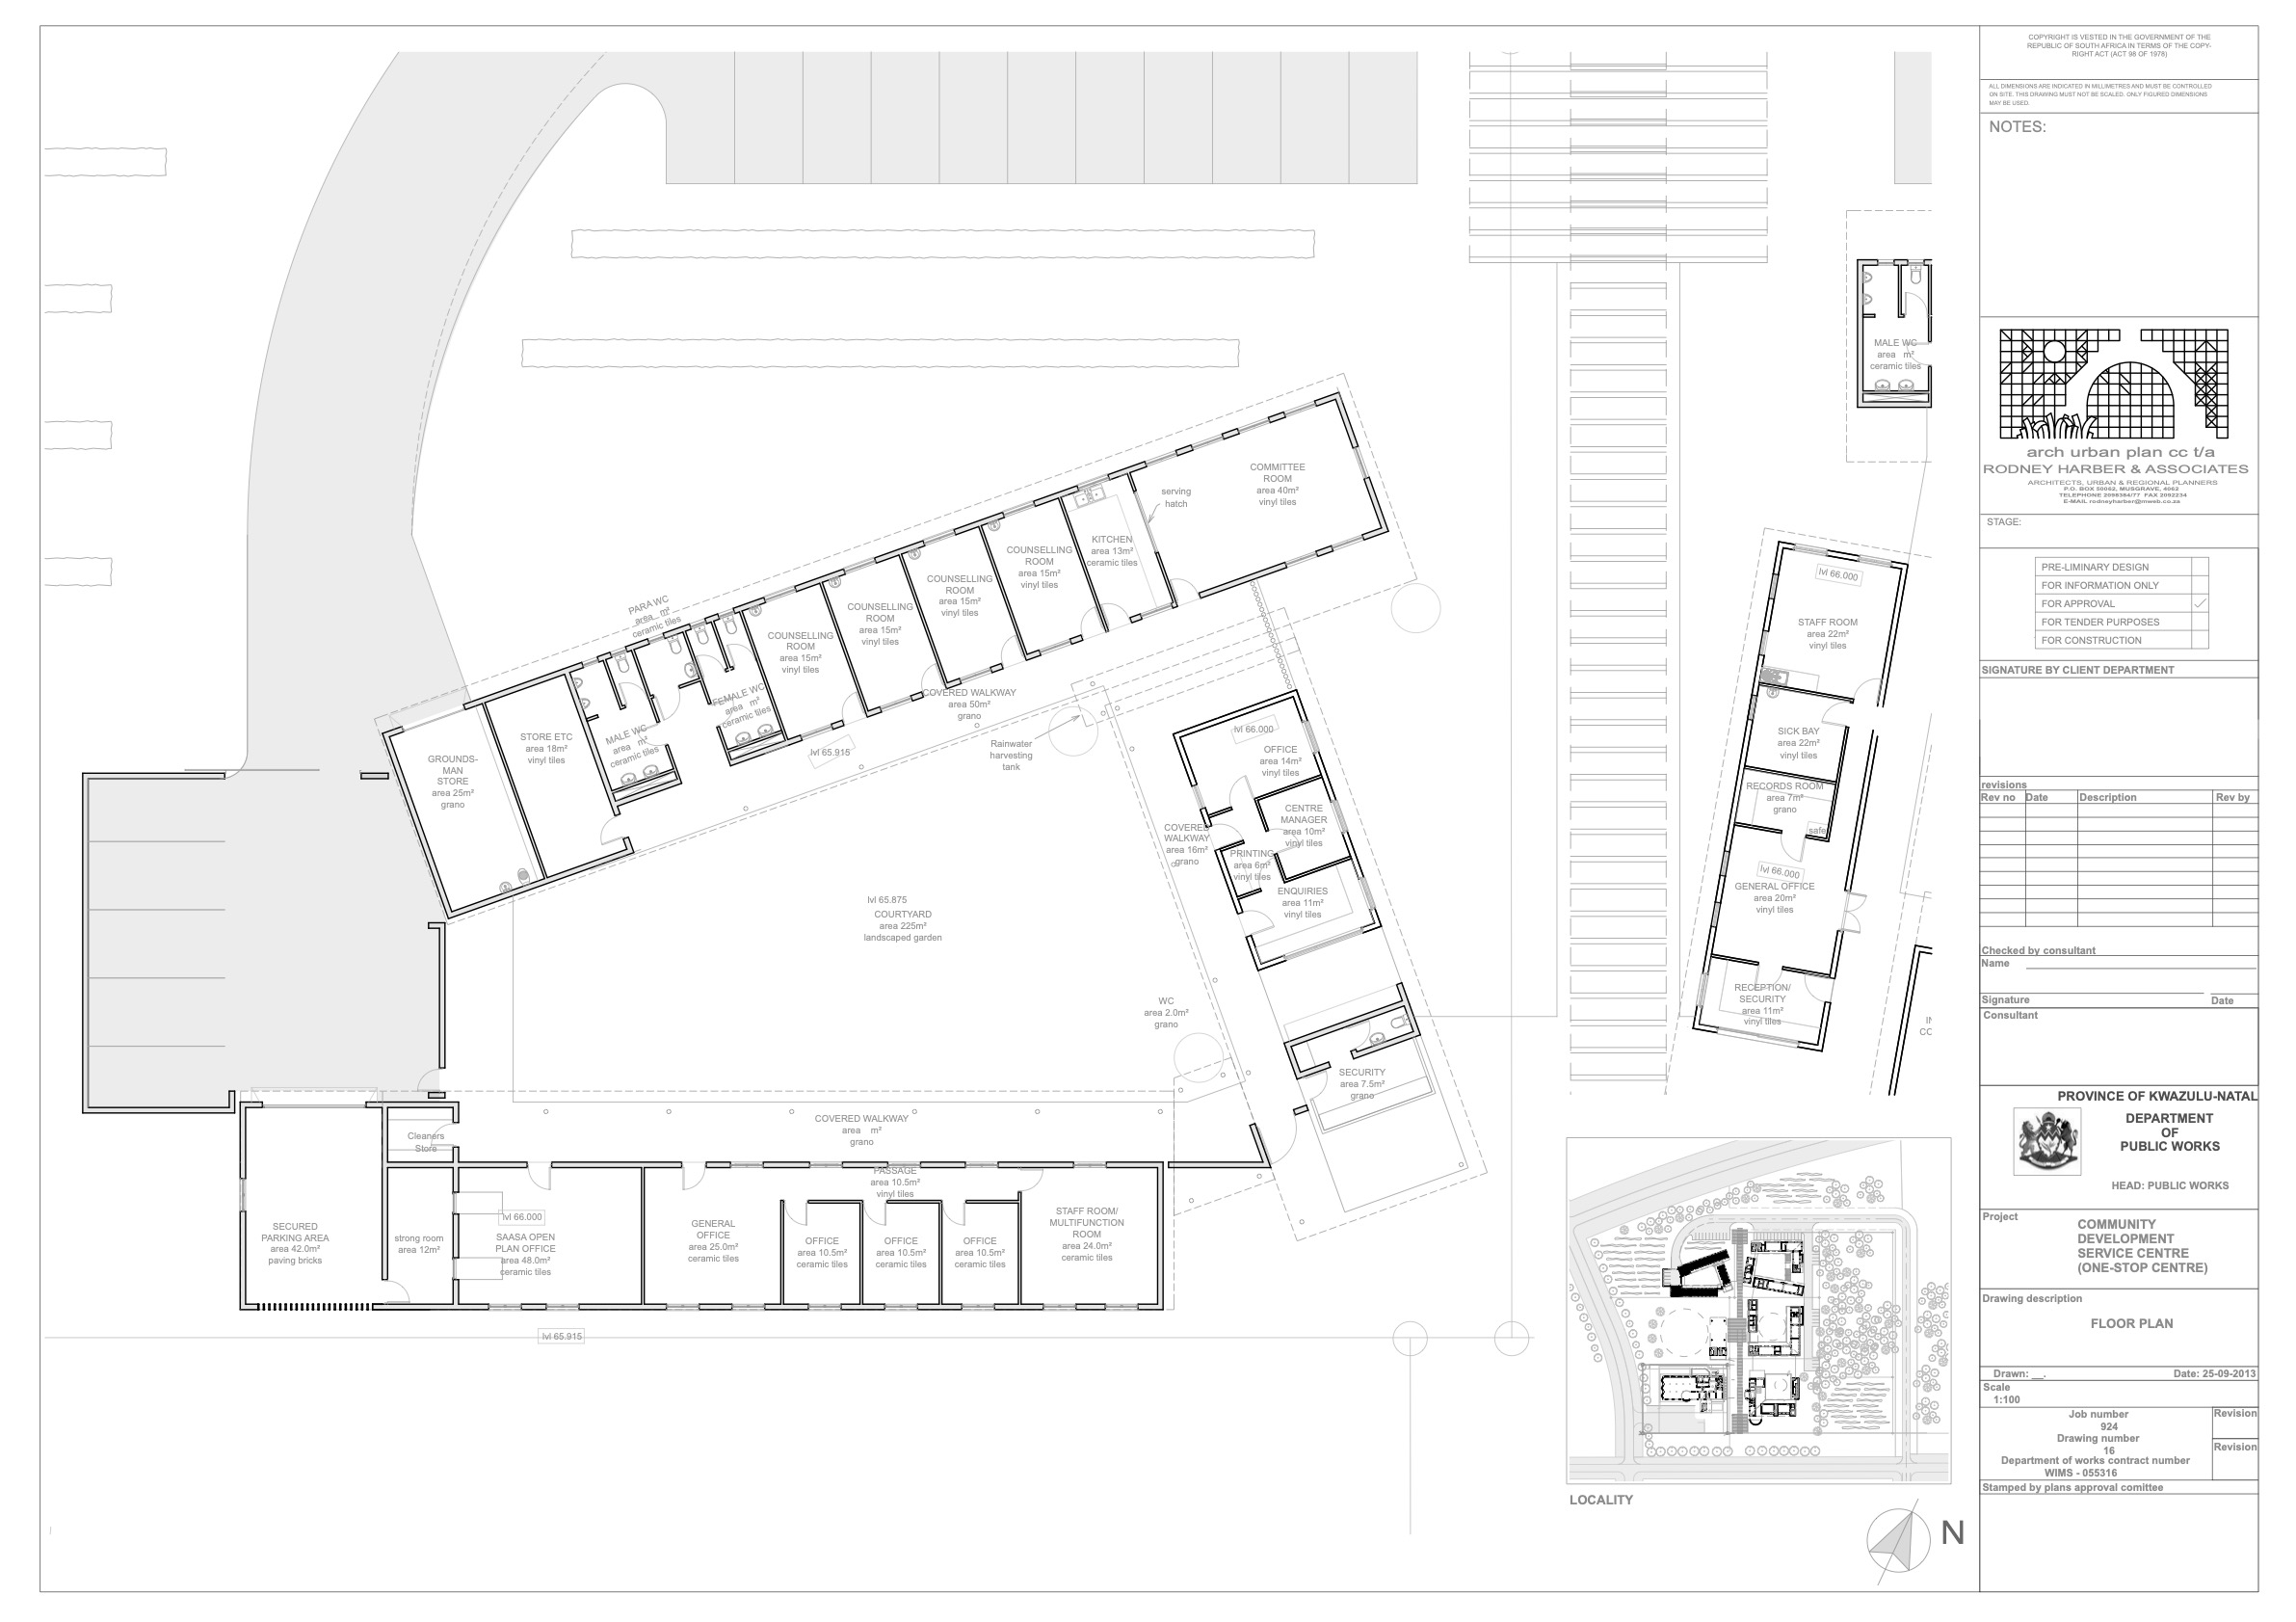 COPYRIGHT IS VESTED IN THE GOVERNMENT OF THE
REPUBLIC OF SOUTH AFRICA IN TERMS OF THE COPY-
RIGHT ACT (ACT 98 OF 1978)
ALL DIMENSIONS ARE INDICATED IN MILLIMETRES AND MUST BE CONTROLLED
ON SITE. THIS DRAWING MUST NOT BE SCALED. ONLY FIGURED DIMENSIONS
MAY BE USED.
NOTES:
arch urban plan cc t/a
RODNEY HARBER & ASSOCIATES
ARCHITECTS, URBAN & REGIONAL PLANNERS
P.O. BOX 50062, MUSGRAVE, 4062
TELEPHONE 2098384/77 FAX 2092234
E-MAIL rodneyharber@mweb.co.za
STAGE:
PRE-LIMINARY DESIGN
FOR INFORMATION ONLY
FOR APPROVAL
FOR TENDER PURPOSES
FOR CONSTRUCTION
SIGNATURE BY CLIENT DEPARTMENT
revisions
Rev no Date Description Rev by
Checked by consultant
Name
Signature Date
Consultant
PROVINCE OF KWAZULU-NATAL
DEPARTMENT
OF
PUBLIC WORKS
HEAD: PUBLIC WORKS
Project
COMMUNITY
DEVELOPMENT
SERVICE CENTRE
(ONE-STOP CENTRE)
Drawing description
FLOOR PLAN
Drawn: __. Date: 25-09-2013
Scale
1:100
Job number
924
Revision
Drawing number
16
Revision
Department of works contract number
WIMS - 055316
Stamped by plans approval comittee
MALE WC
area m²
ceramic tiles
COMMITTEE
ROOM
area 40m²
vinyl tiles
serving
hatch
KITCHEN
area 13m²
ceramic tiles
COUNSELLING
ROOM
area 15m²
vinyl tiles
COUNSELLING
ROOM
area 15m²
vinyl tiles
COUNSELLING
ROOM
area 15m²
vinyl tiles
COUNSELLING
ROOM
area 15m²
vinyl tiles
PARA WC
area m²
ceramic tiles
FEMALE WC
area m²
ceramic tiles
MALE WC
area m²
ceramic tiles
STORE ETC
area 18m²
vinyl tiles
GROUNDS-
MAN
STORE
area 25m²
grano
COVERED WALKWAY
area 50m²
grano
lvl 65.915
Rainwater
harvesting
tank
lvl 66.000
OFFICE
area 14m²
vinyl tiles
CENTRE
MANAGER
area 10m²
vinyl tiles
COVERED
WALKWAY
area 16m²
grano
PRINTING
area 6m²
vinyl tiles
ENQUIRIES
area 11m²
vinyl tiles
lvl 65.875
COURTYARD
area 225m²
landscaped garden
WC
area 2.0m²
grano
SECURITY
area 7.5m²
grano
lvl 66.000
STAFF ROOM
area 22m²
vinyl tiles
SICK BAY
area 22m²
vinyl tiles
RECORDS ROOM
area 7m²
grano
safe
lvl 66.000
GENERAL OFFICE
area 20m²
vinyl tiles
RECEPTION/
SECURITY
area 11m²
vinyl tiles
CO
COVERED WALKWAY
area m²
grano
Cleaners
Store
PASSAGE
area 10.5m²
vinyl tiles
SECURED
PARKING AREA
area 42.0m²
paving bricks
strong room
area 12m²
lvl 66.000
SAASA OPEN
PLAN OFFICE
area 48.0m²
ceramic tiles
GENERAL
OFFICE
area 25.0m²
ceramic tiles
OFFICE
area 10.5m²
ceramic tiles
OFFICE
area 10.5m²
ceramic tiles
OFFICE
area 10.5m²
ceramic tiles
STAFF ROOM/
MULTIFUNCTION
ROOM
area 24.0m²
ceramic tiles
lvl 65.915
LOCALITY
N